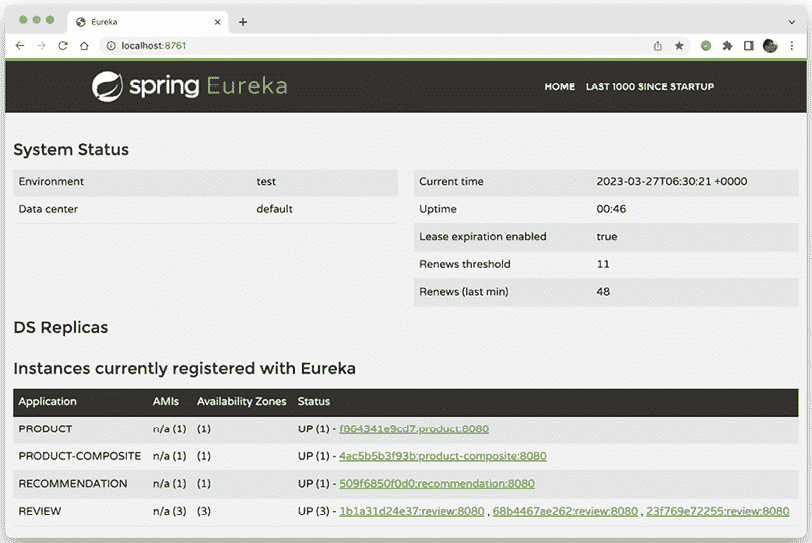 Eureka
localhost:8761
spring Eureka
HOME LAST 1000 SINCE STARTUP
System Status
Environment test
Data center default
Current time 2023-03-27T06:30:21 +0000
Uptime 00:46
Lease expiration enabled true
Renews threshold 11
Renews (last min) 48
DS Replicas
Instances currently registered with Eureka
Application AMIs Availability Zones Status
PRODUCT n/a (1) (1) UP (1) - f864341e9cd7:product:8080
PRODUCT-COMPOSITE n/a (1) (1) UP (1) - 4ac5b5b3f93b:product-composite:8080
RECOMMENDATION n/a (1) (1) UP (1) - 509f6850f0d0:recommendation:8080
REVIEW n/a (3) (3) UP (3) - 1b1a31d24e37:review:8080 , 68b4467ae262:review:8080 , 23f769e72255:review:8080